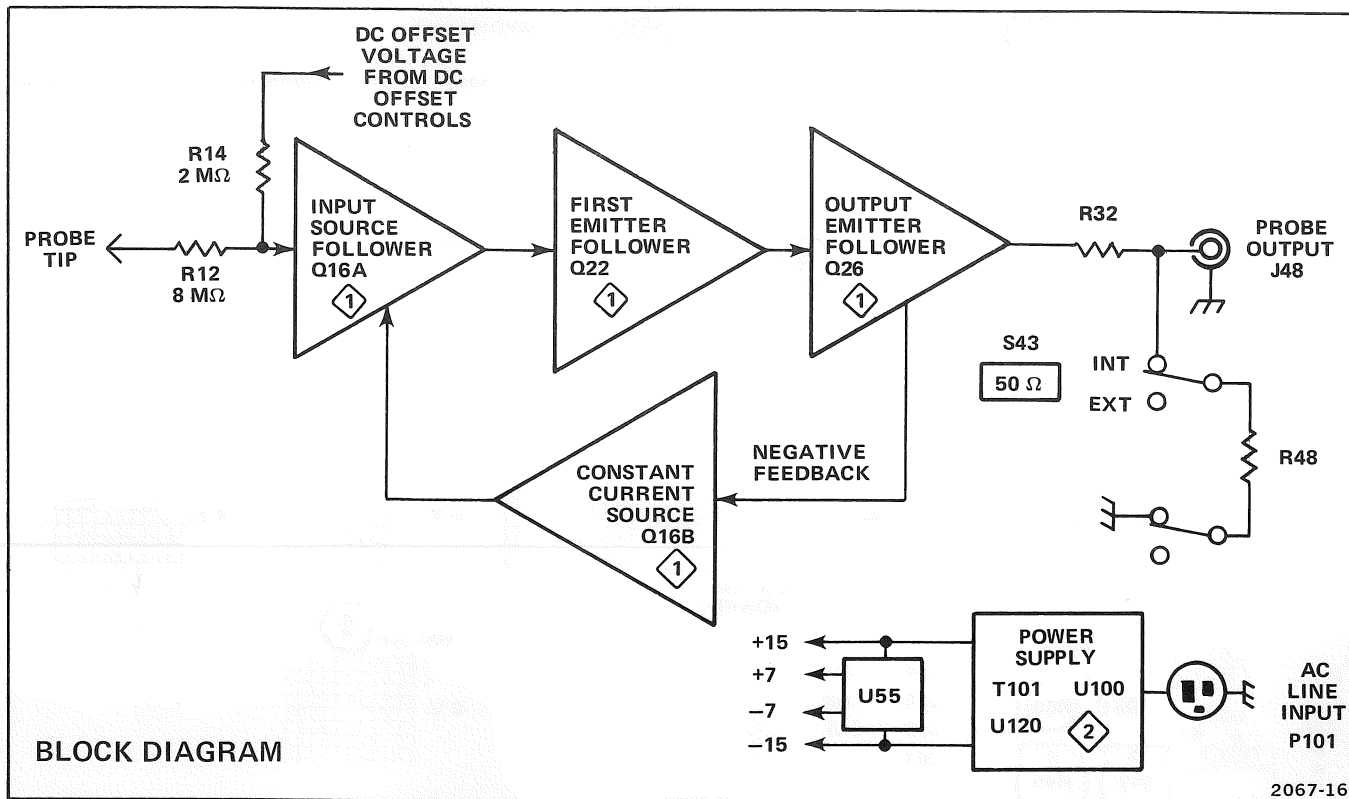 DC OFFSET
VOLTAGE
FROM DC
OFFSET
CONTROLS
R14
2 MΩ
PROBE
TIP
R12
8 MΩ
INPUT
SOURCE
FOLLOWER
Q16A
1
FIRST
EMITTER
FOLLOWER
Q22
1
OUTPUT
EMITTER
FOLLOWER
Q26
1
R32
PROBE
OUTPUT
J48
S43
50 Ω
INT
EXT
R48
NEGATIVE
FEEDBACK
CONSTANT
CURRENT
SOURCE
Q16B
1
+15
+7
−7
−15
U55
POWER
SUPPLY
T101 U100
U120
2
AC
LINE
INPUT
P101
BLOCK DIAGRAM
2067-16